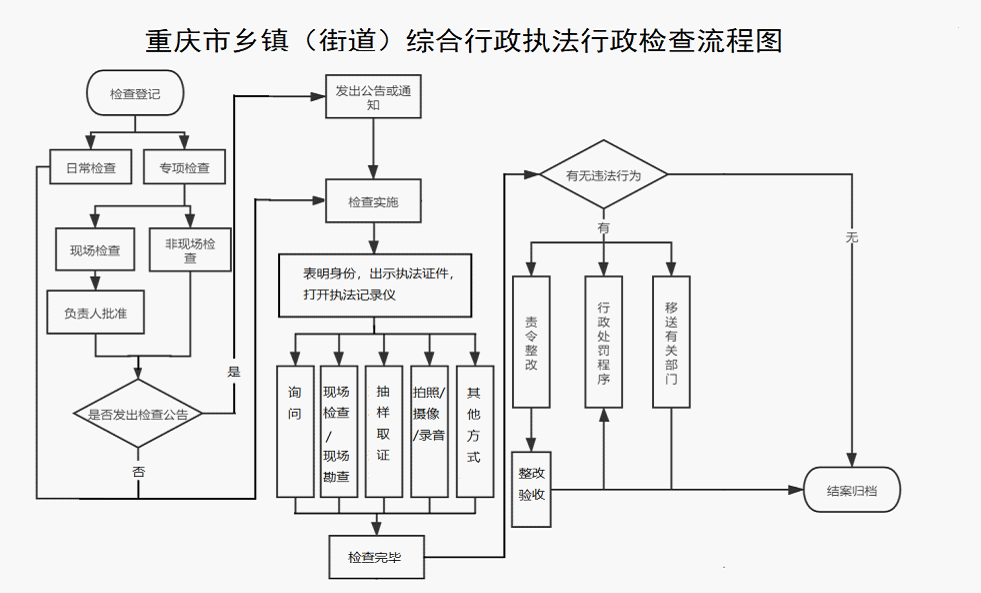 重庆市乡镇（街道）综合行政执法行政检查流程图
检查登记
日常检查
专项检查
现场检查
非现场检
查
负责人批准
是否发出检查公告
是
否
发出公告或通
知
检查实施
表明身份，出示执法证件，
打开执法记录仪
询
问
现场
检查
/
现场
勘查
抽
样
取
证
拍照/
摄像
/录音
其
他
方
式
检查完毕
有无违法行为
有
无
责
令
整
改
行
政
处
罚
程
序
移
送
有
关
部
门
整改
验收
结案归档